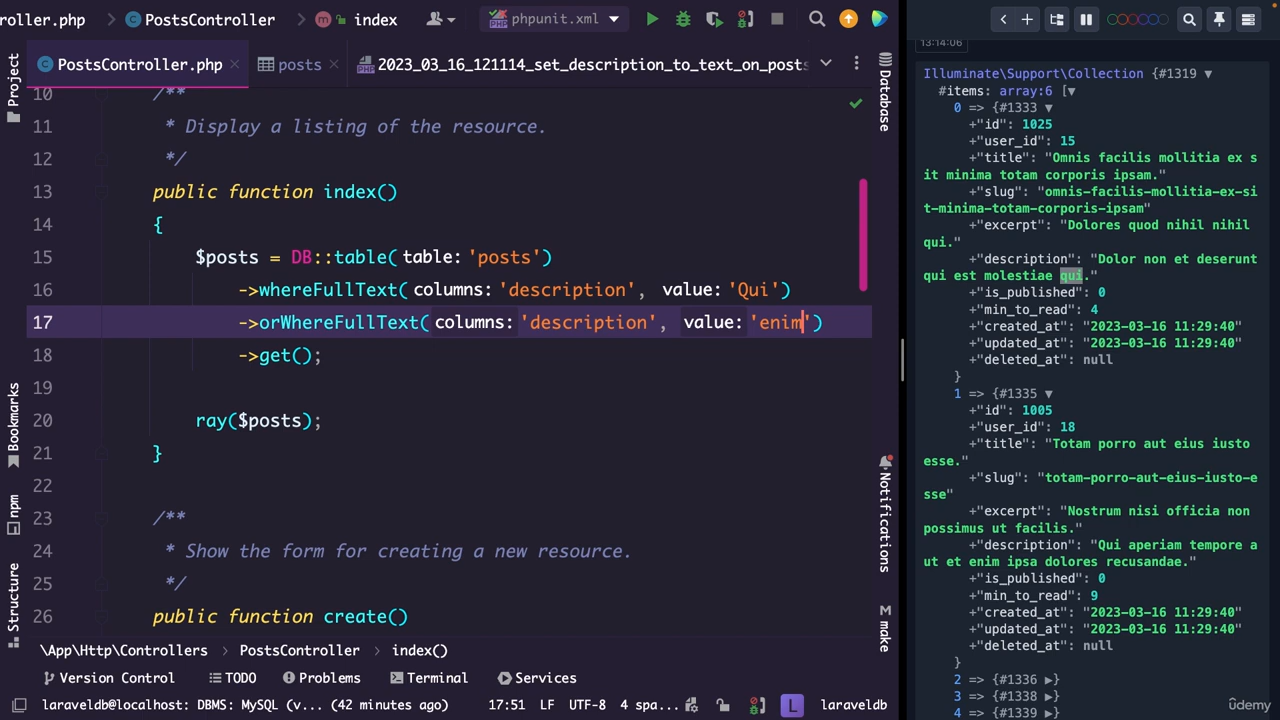 ller.php > PostsController > m index
phpunit.xml
PostsController.php
posts
2023_03_16_121114_set_description_to_text_on_posts
Project
Bookmarks
npm
Structure
10 /**
11 * Display a listing of the resource.
12 */
13 public function index()
14 {
15 $posts = DB::table( table: 'posts')
16 ->whereFullText( columns: 'description', value: 'Qui')
17 ->orWhereFullText( columns: 'description', value: 'enim')
18 ->get();
19
20 ray($posts);
21 }
22
23 /**
24 * Show the form for creating a new resource.
25 */
26 public function create()
Database
Notifications
M make
\App\Http\Controllers > PostsController > index()
Version Control TODO Problems Terminal Services
laraveldb@localhost: DBMS: MySQL (v... (42 minutes ago) 17:51 LF UTF-8 4 spa... L laraveldb
13:14:06
Illuminate\Support\Collection {#1319 ▼
#items: array:6 [▼
0 => {#1333 ▼
+"id": 1025
+"user_id": 15
+"title": "Omnis facilis mollitia ex s
it minima totam corporis ipsam."
+"slug": "omnis-facilis-mollitia-ex-si
t-minima-totam-corporis-ipsam"
+"excerpt": "Dolores quod nihil nihil
qui."
+"description": "Dolor non et deserunt
qui est molestiae qui."
+"is_published": 0
+"min_to_read": 4
+"created_at": "2023-03-16 11:29:40"
+"updated_at": "2023-03-16 11:29:40"
+"deleted_at": null
}
1 => {#1335 ▼
+"id": 1005
+"user_id": 18
+"title": "Totam porro aut eius iusto
esse."
+"slug": "totam-porro-aut-eius-iusto-e
sse"
+"excerpt": "Nostrum nisi officia non
possimus ut facilis."
+"description": "Qui aperiam tempore a
ut et enim ipsa dolores recusandae."
+"is_published": 0
+"min_to_read": 9
+"created_at": "2023-03-16 11:29:40"
+"updated_at": "2023-03-16 11:29:40"
+"deleted_at": null
}
2 => {#1336 ▶}
3 => {#1338 ▶}
4 => {#1339 ▶}
ûdemy